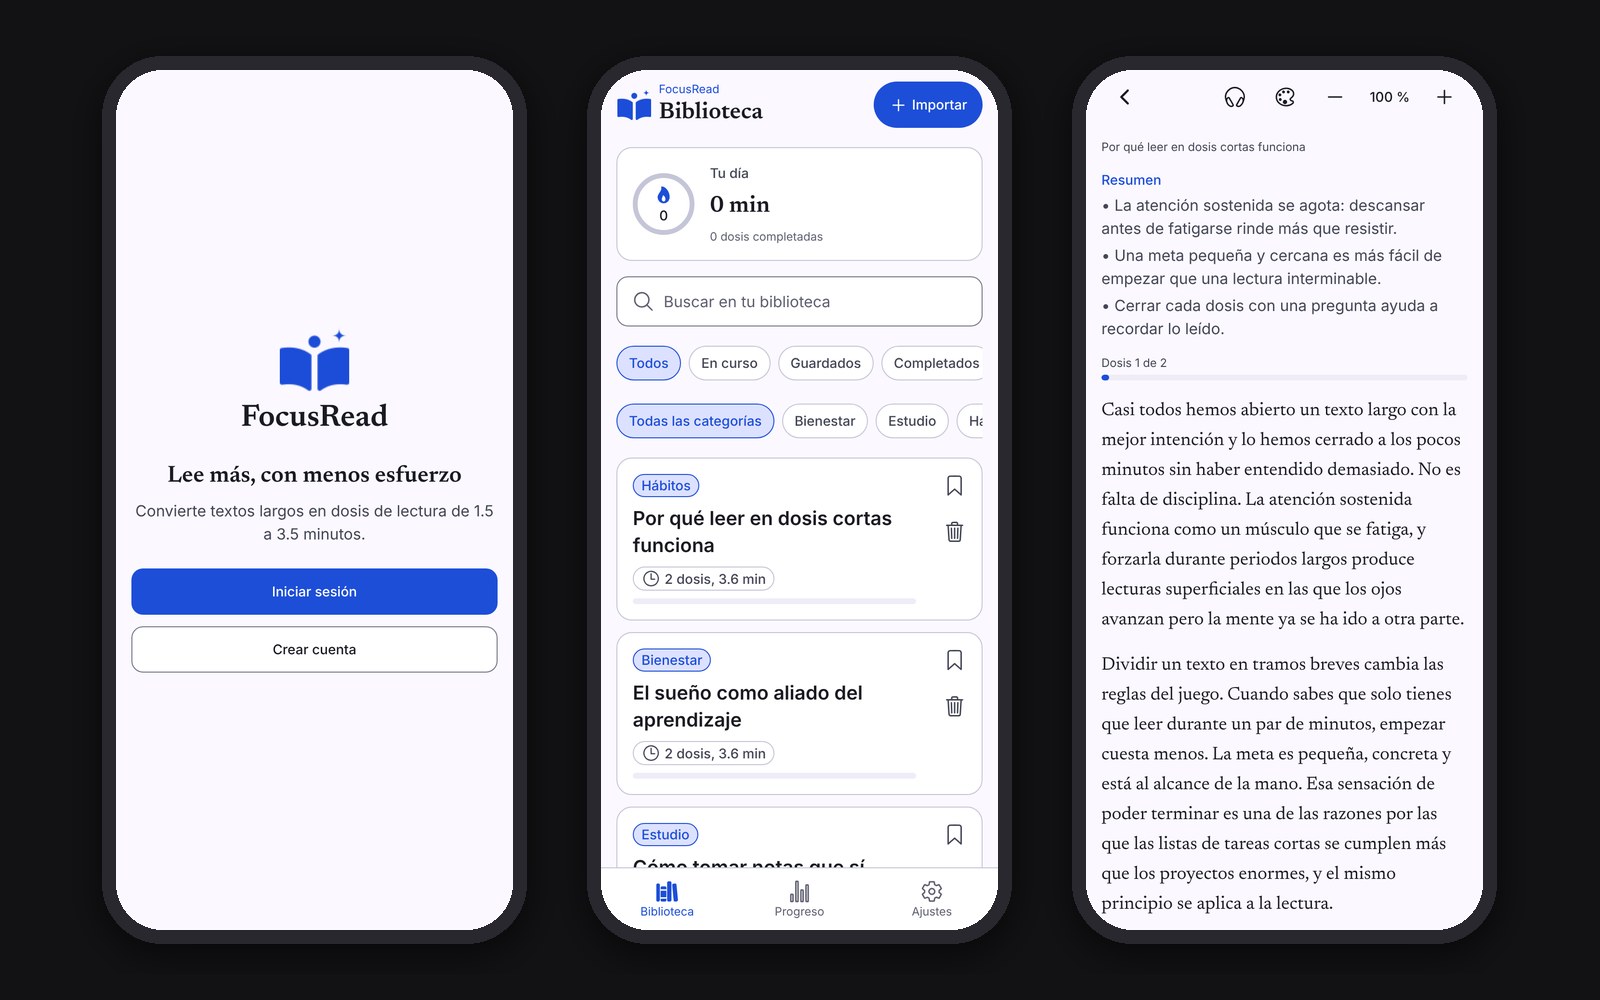 FocusRead
Lee más, con menos esfuerzo
Convierte textos largos en dosis de lectura de 1.5
a 3.5 minutos.
Iniciar sesión
Crear cuenta
FocusRead
Biblioteca
Importar
Tu día
0 min
0
0 dosis completadas
Buscar en tu biblioteca
Todos
En curso
Guardados
Completados
Todas las categorías
Bienestar
Estudio
Há
Hábitos
Por qué leer en dosis cortas
funciona
2 dosis, 3.6 min
Bienestar
El sueño como aliado del
aprendizaje
2 dosis, 3.6 min
Estudio
Cómo tomar notas que sí
Biblioteca
Progreso
Ajustes
100 %
Por qué leer en dosis cortas funciona
Resumen
• La atención sostenida se agota: descansar
antes de fatigarse rinde más que resistir.
• Una meta pequeña y cercana es más fácil de
empezar que una lectura interminable.
• Cerrar cada dosis con una pregunta ayuda a
recordar lo leído.
Dosis 1 de 2
Casi todos hemos abierto un texto largo con la
mejor intención y lo hemos cerrado a los pocos
minutos sin haber entendido demasiado. No es
falta de disciplina. La atención sostenida
funciona como un músculo que se fatiga, y
forzarla durante periodos largos produce
lecturas superficiales en las que los ojos
avanzan pero la mente ya se ha ido a otra parte.
Dividir un texto en tramos breves cambia las
reglas del juego. Cuando sabes que solo tienes
que leer durante un par de minutos, empezar
cuesta menos. La meta es pequeña, concreta y
está al alcance de la mano. Esa sensación de
poder terminar es una de las razones por las
que las listas de tareas cortas se cumplen más
que los proyectos enormes, y el mismo
principio se aplica a la lectura.